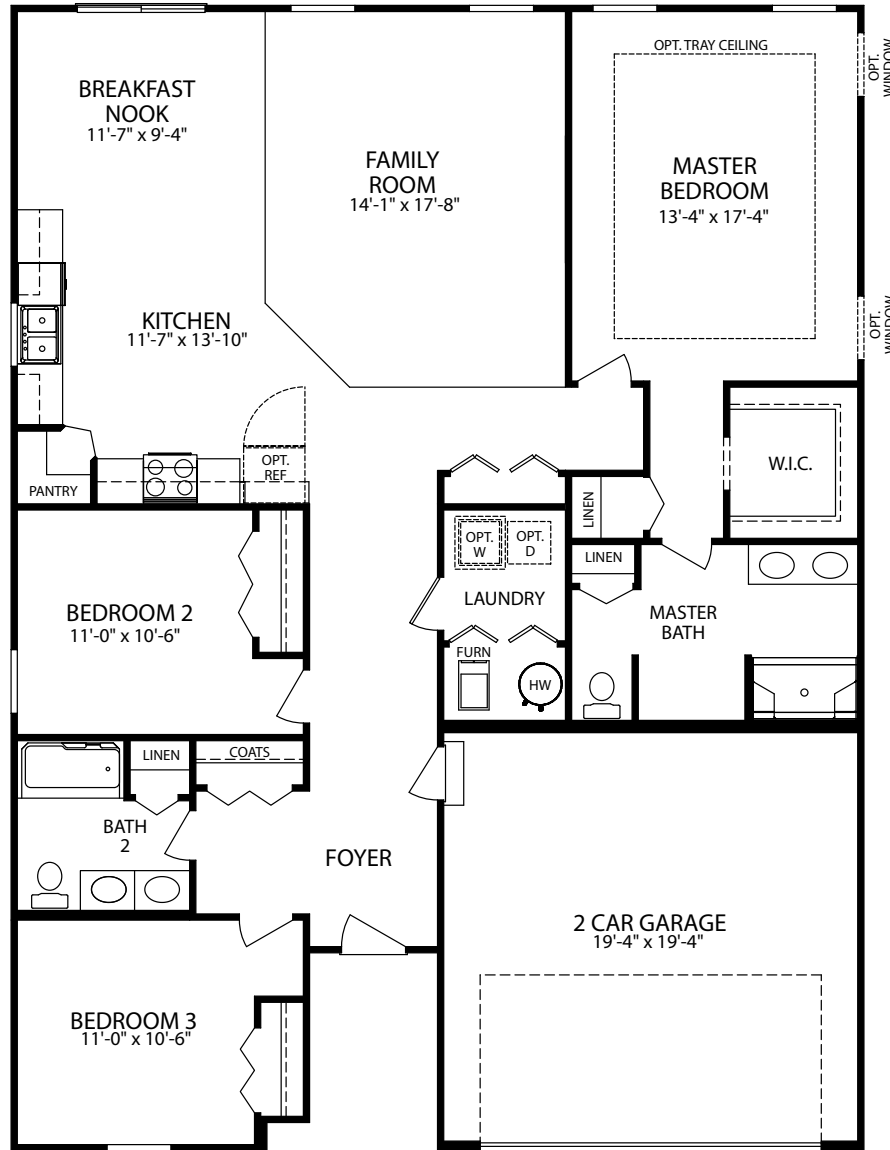 OPT. TRAY CEILING
OPT.
WINDOW
BREAKFAST
NOOK
11'-7" x 9'-4"
FAMILY
ROOM
14'-1" x 17'-8"
MASTER
BEDROOM
13'-4" x 17'-4"
OPT.
WINDOW
KITCHEN
11'-7" x 13'-10"
OPT.
REF
PANTRY
W.I.C.
LINEN
OPT.
W
OPT.
D
LINEN
LAUNDRY
BEDROOM 2
11'-0" x 10'-6"
MASTER
BATH
FURN
HW
LINEN
COATS
BATH
2
FOYER
2 CAR GARAGE
19'-4" x 19'-4"
BEDROOM 3
11'-0" x 10'-6"